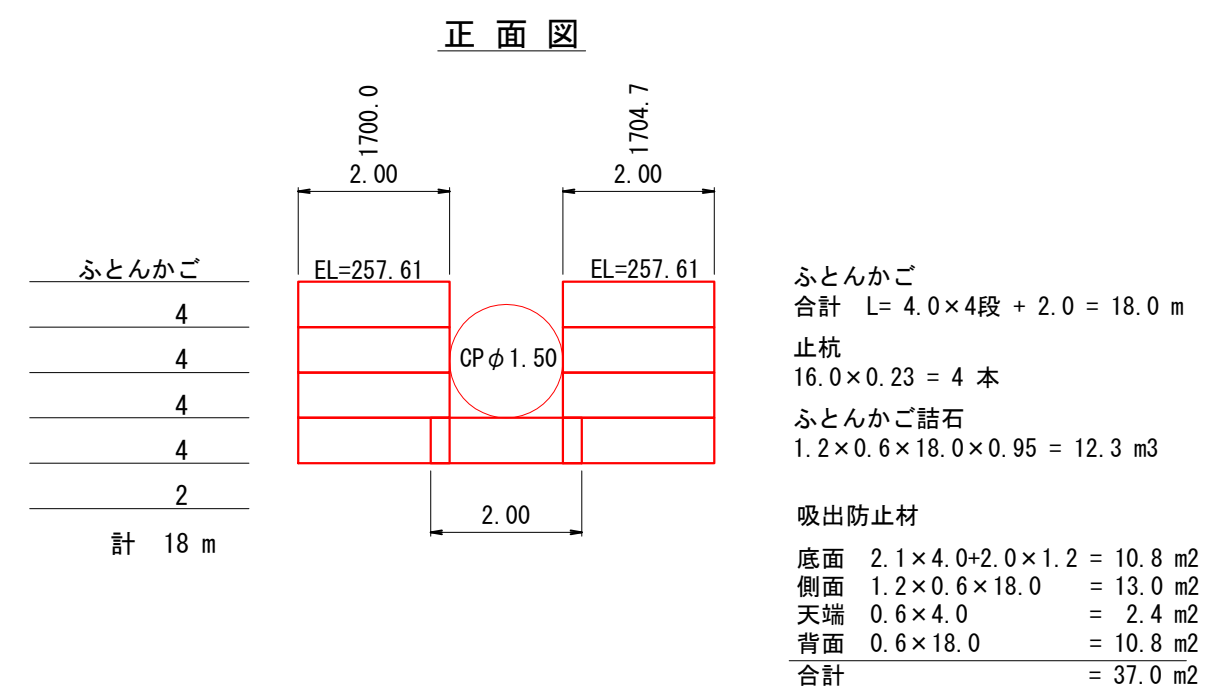 正 面 図
1700.0
1704.7
2.00
2.00
ふとんかご
4
4
4
4
2
計 18 m
EL=257.61
EL=257.61
CPφ1.50
2.00
ふとんかご
合計 L= 4.0×4段 + 2.0 = 18.0 m
止杭
16.0×0.23 = 4 本
ふとんかご詰石
1.2×0.6×18.0×0.95 = 12.3 m3
吸出防止材
底面 2.1×4.0+2.0×1.2 = 10.8 m2
側面 1.2×0.6×18.0 = 13.0 m2
天端 0.6×4.0 = 2.4 m2
背面 0.6×18.0 = 10.8 m2
合計 = 37.0 m2